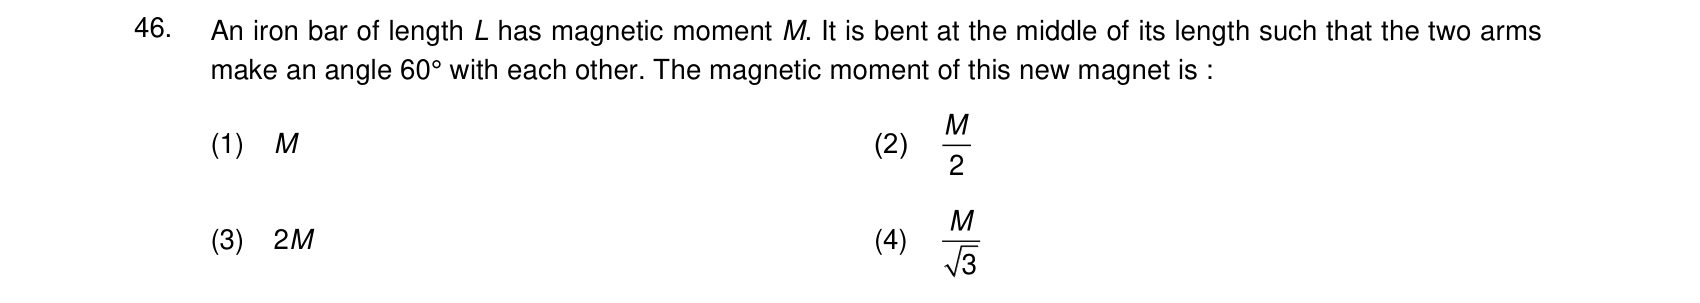 46. An iron bar of length L has magnetic moment M. It is bent at the middle of its length such that the two arms
make an angle 60° with each other. The magnetic moment of this new magnet is :
(1) M (2) M/2
(3) 2M (4) M/√3